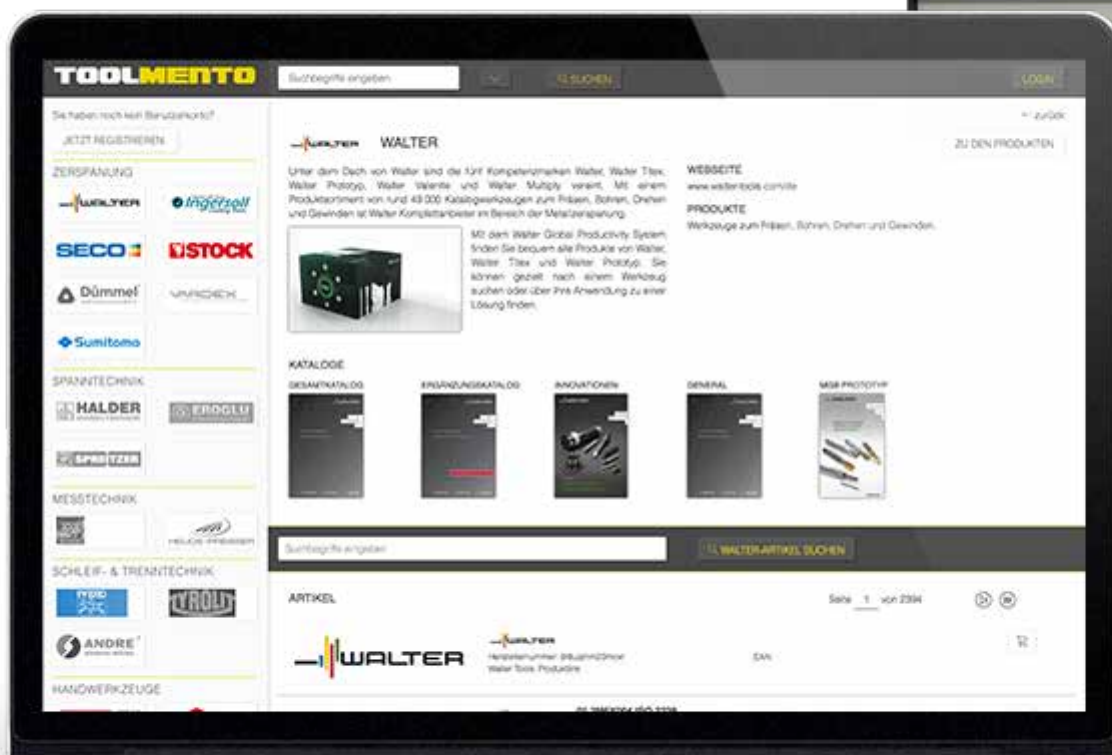 TOOLMENTO
Suchbegriffe eingeben
SUCHEN
LOGIN
Sie haben noch kein Benutzerkonto?
JETZT REGISTRIEREN
ZERSPANUNG
WALTER
Ingersoll
SECO
STOCK
Dümmel
VARDEX
Sumitomo
SPANNTECHNIK
HALDER
EROGLU
SPREITZER
MESSTECHNIK
HELIOS-PREISSER
SCHLEIF- & TRENNTECHNIK
TYROLIT
ANDRE
HANDWERKZEUGE
zurück
WALTER WALTER
ZU DEN PRODUKTEN
Unter dem Dach von Walter sind die fünf Kompetenzmarken Walter, Walter Titex,
Walter Prototyp, Walter Valenite und Walter Multiply vereint. Mit einem
Produktsortiment von rund 49 000 Katalogwerkzeugen zum Fräsen, Bohren, Drehen
und Gewinden ist Walter Komplettanbieter im Bereich der Metallzerspanung.
Mit dem Walter Global Productivity System
finden Sie bequem alle Produkte von Walter,
Walter Titex und Walter Prototyp. Sie
können gezielt nach einem Werkzeug
suchen oder über Ihre Anwendung zu einer
Lösung finden.
WEBSEITE
PRODUKTE
Werkzeuge zum Fräsen, Bohren, Drehen und Gewinden.
KATALOGE
GESAMTKATALOG
ERGÄNZUNGSKATALOG
INNOVATIONEN
GENERAL
Suchbegriffe eingeben
WALTER-ARTIKEL SUCHEN
ARTIKEL
Seite 1 von 2394
WALTER
WALTER
Herstellernummer:
Walter Tools
EAN: